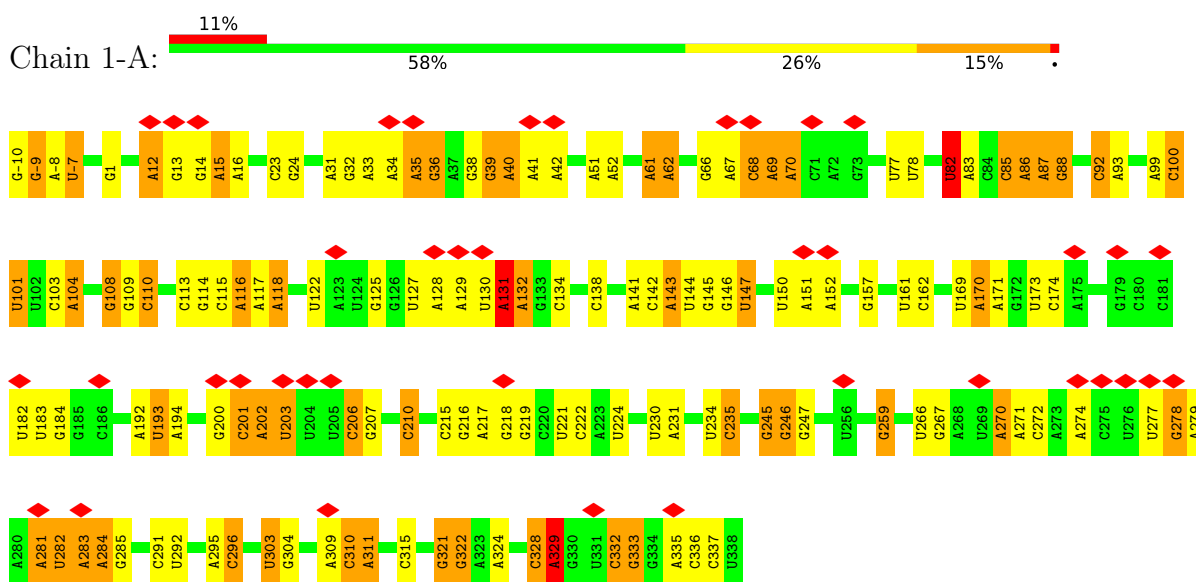 11%
Chain 1-A:
58% 26% 15% •
G-10 G-9 A-8 U-7 G1 A12 G13 G14 A15 A16 C23 G24 A31 G32 A33 A34 A35 G36 A37 G38 G39 A40 A41 A42 A51 A52 A61 A62 G66 A67 C68 A69 A70 C71 A72 G73 U77 U78 U82 A83 C84 C85 A86 A87 G88 C92 A93 A99 C100
U101 U102 C103 A104 G108 G109 C110 C113 G114 C115 A116 A117 A118 U122 A123 U124 G125 G126 U127 A128 A129 U130 A131 A132 G133 C134 C138 A141 C142 A143 U144 G145 G146 U147 U150 A151 A152 G157 U161 C162 U169 A170 A171 G172 U173 C174 A175 G179 C180 C181
U182 U183 G184 G185 C186 A192 U193 A194 G200 C201 A202 U203 U204 U205 C206 G207 C210 C215 G216 A217 G218 G219 C220 U221 C222 A223 U224 U230 A231 U234 C235 G245 G246 G247 U256 G259 U266 G267 A268 U269 A270 A271 C272 A273 A274 C275 U276 U277 G278 A279
A280 A281 U282 A283 A284 G285 C291 U292 A295 C296 U303 G304 A309 C310 A311 C315 G321 G322 A323 A324 C328 A329 G330 U331 C332 G333 G334 A335 C336 C337 U338